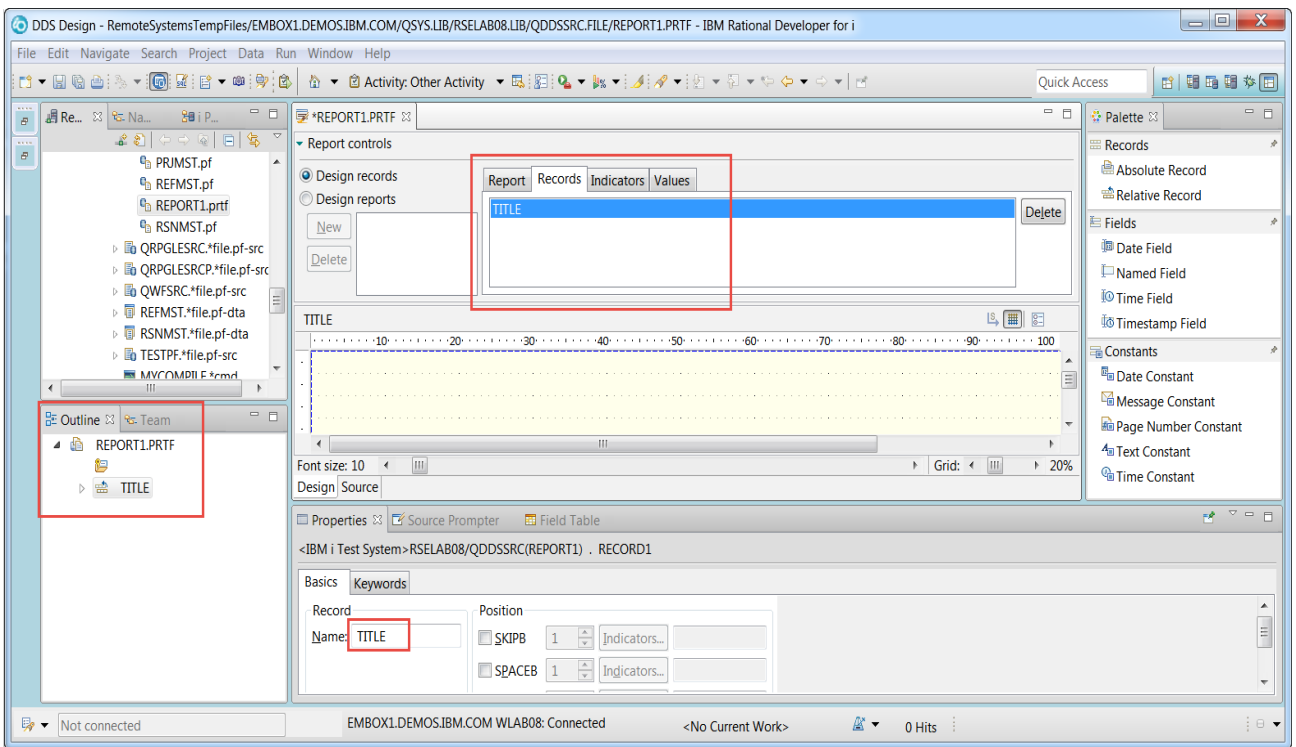 DDS Design - RemoteSystemsTempFiles/EMBOX1.DEMOS.IBM.COM/QSYS.LIB/RSELAB08.LIB/QDDSSRC.FILE/REPORT1.PRTF - IBM Rational Developer for i
File Edit Navigate Search Project Data Run Window Help
Activity: Other Activity
Quick Access
Re... Na... i P...
PRJMST.pf
REFMST.pf
REPORT1.prtf
RSNMST.pf
QRPGLESRC.*file.pf-src
QRPGLESRCP.*file.pf-src
QWFSRC.*file.pf-src
REFMST.*file.pf-dta
RSNMST.*file.pf-dta
TESTPF.*file.pf-src
MYCOMPILE.*cmd
Outline Team
REPORT1.PRTF
TITLE
*REPORT1.PRTF
Report controls
Design records
Design reports
New
Delete
Report Records Indicators Values
TITLE
Delete
TITLE
10 20 30 40 50 60 70 80 90 100
Font size: 10
Grid:
20%
Design Source
Palette
Records
Absolute Record
Relative Record
Fields
Date Field
Named Field
Time Field
Timestamp Field
Constants
Date Constant
Message Constant
Page Number Constant
Text Constant
Time Constant
Properties Source Prompter Field Table
<IBM i Test System>RSELAB08/QDDSSRC(REPORT1) . RECORD1
Basics Keywords
Record
Name: TITLE
Position
SKIPB 1 Indicators...
SPACEB 1 Indicators...
Not connected
EMBOX1.DEMOS.IBM.COM WLAB08: Connected
<No Current Work>
0 Hits